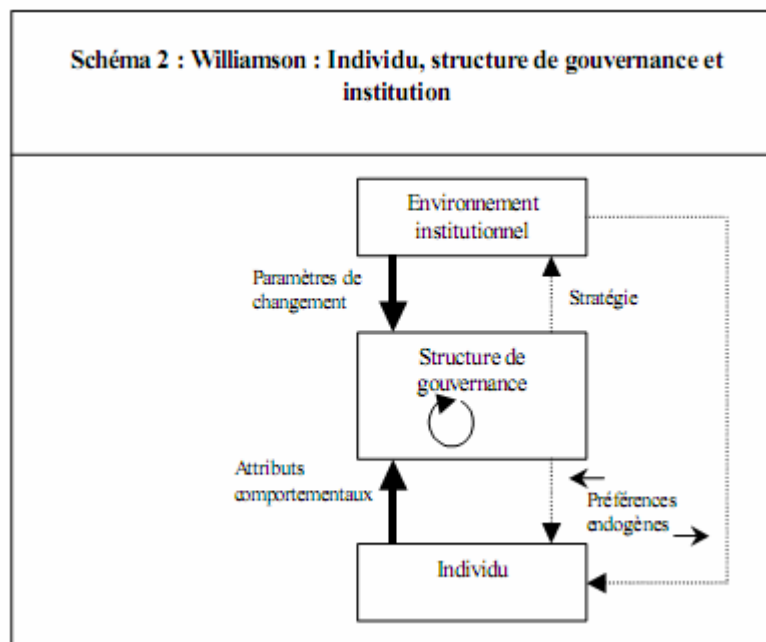 Schéma 2 : Williamson : Individu, structure de gouvernance et
institution
Environnement
institutionnel
Paramètres de
changement
Stratégie
Structure de
gouvernance
Attributs
comportementaux
Préférences
endogènes
Individu